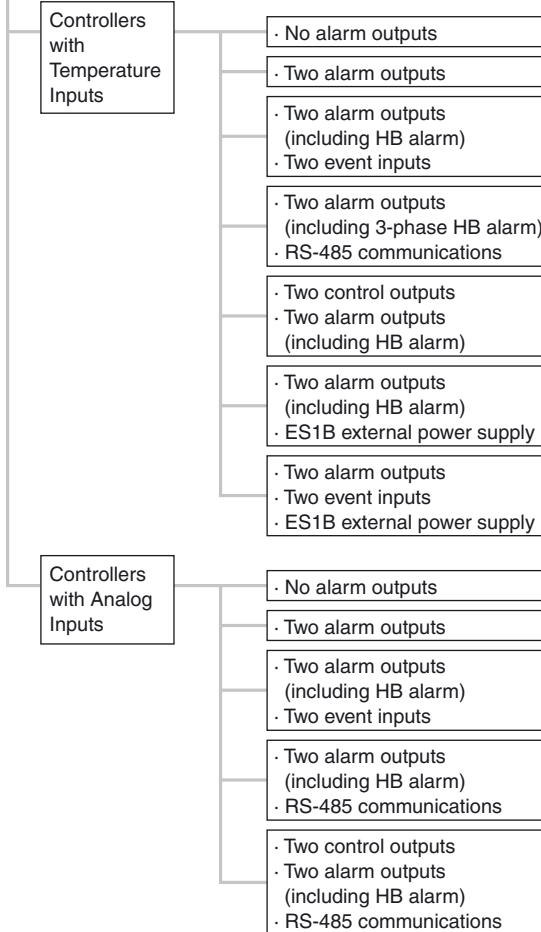 Controllers
with
Temperature
Inputs
· No alarm outputs
· Two alarm outputs
· Two alarm outputs
(including HB alarm)
· Two event inputs
· Two alarm outputs
(including 3-phase HB alarm)
· RS-485 communications
· Two control outputs
· Two alarm outputs
(including HB alarm)
· Two alarm outputs
(including HB alarm)
· ES1B external power supply
· Two alarm outputs
· Two event inputs
· ES1B external power supply
Controllers
with Analog
Inputs
· No alarm outputs
· Two alarm outputs
· Two alarm outputs
(including HB alarm)
· Two event inputs
· Two alarm outputs
(including HB alarm)
· RS-485 communications
· Two control outputs
· Two alarm outputs
(including HB alarm)
· RS-485 communications